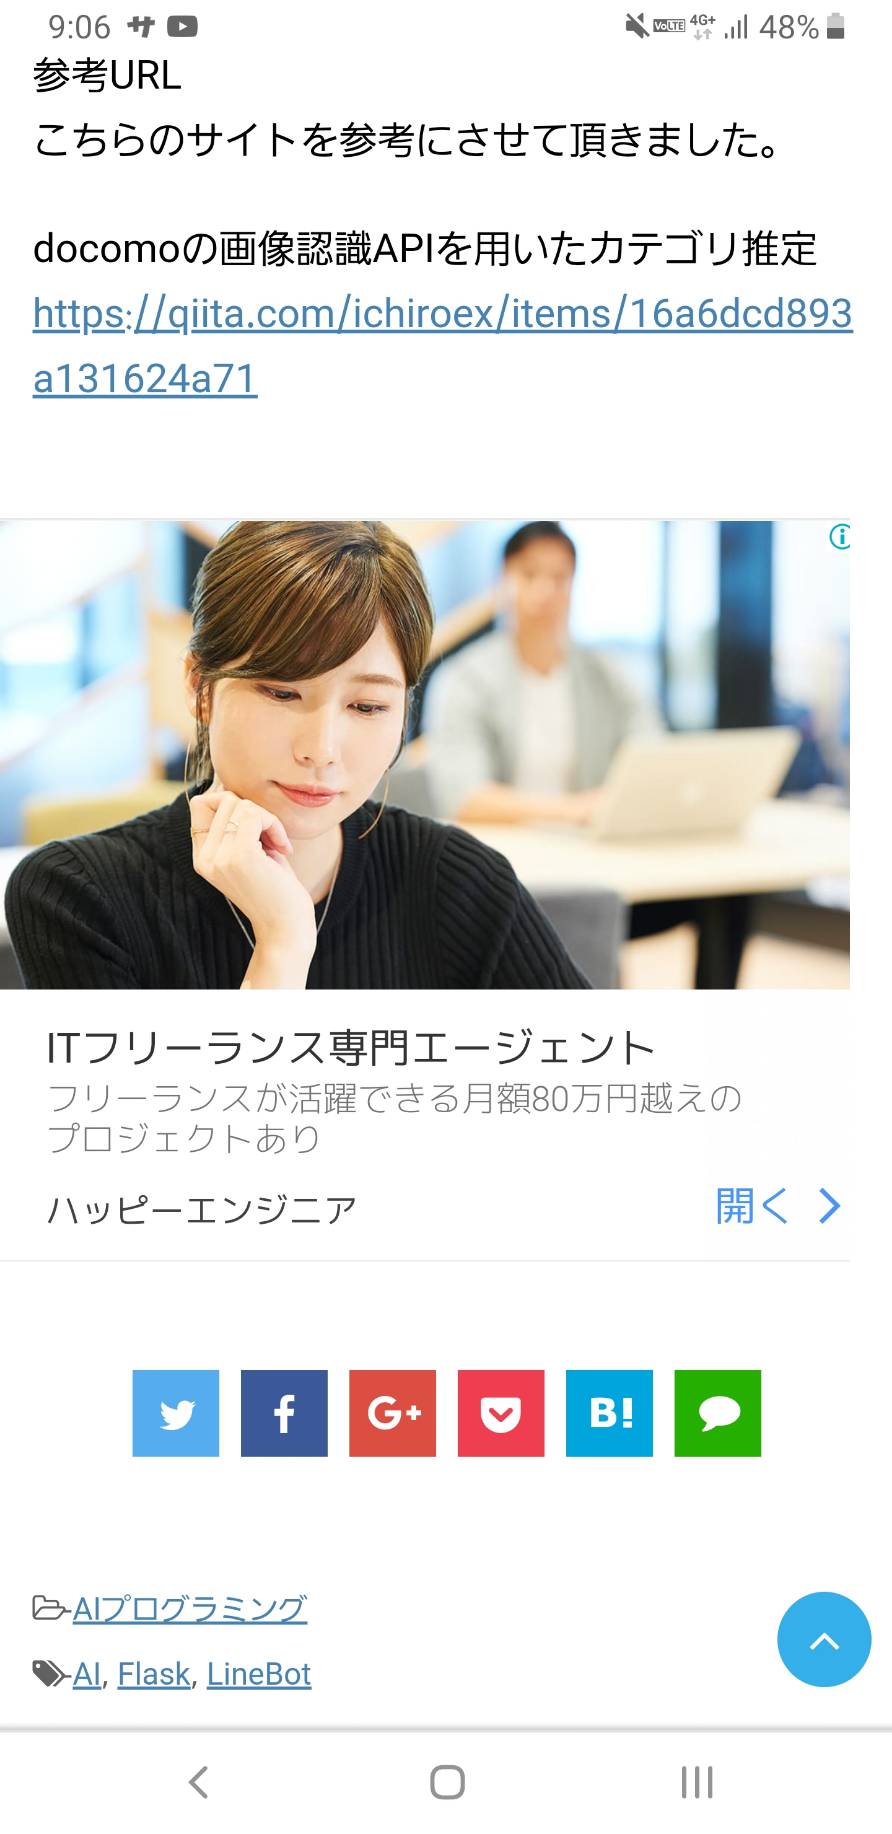 9:06 サ VoLTE 4G+ 48%
参考URL
こちらのサイトを参考にさせて頂きました。
docomoの画像認識APIを用いたカテゴリ推定
https://qiita.com/ichiroex/items/16a6dcd893
a131624a71
ITフリーランス専門エージェント
フリーランスが活躍できる月額80万円越えの
プロジェクトあり
ハッピーエンジニア 開く
f G+ B!
-AIプログラミング
-AI, Flask, LineBot